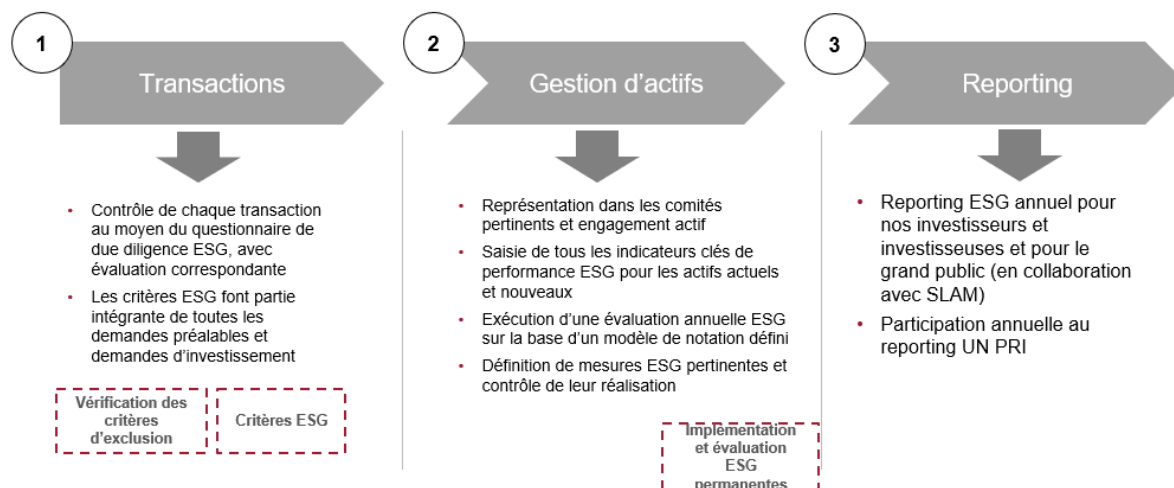 1
Transactions
• Contrôle de chaque transaction
au moyen du questionnaire de
due diligence ESG, avec
évaluation correspondante
• Les critères ESG font partie
intégrante de toutes les
demandes préalables et
demandes d’investissement
Vérification des
critères
d’exclusion
Critères ESG
2
Gestion d’actifs
• Représentation dans les comités
pertinents et engagement actif
• Saisie de tous les indicateurs clés de
performance ESG pour les actifs actuels
et nouveaux
• Exécution d’une évaluation annuelle ESG
sur la base d’un modèle de notation défini
• Définition de mesures ESG pertinentes et
contrôle de leur réalisation
Implémentation
et évaluation
ESG
permanentes
3
Reporting
• Reporting ESG annuel pour
nos investisseurs et
investisseuses et pour le
grand public (en collaboration
avec SLAM)
• Participation annuelle au
reporting UN PRI